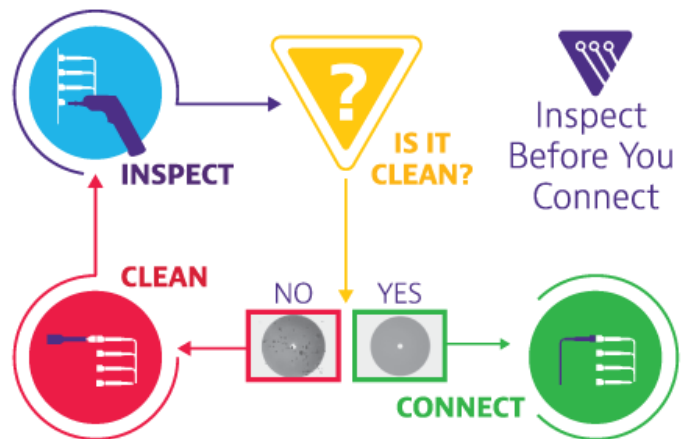 ?
INSPECT
IS IT
CLEAN?
Inspect
Before You
Connect
CLEAN
NO
YES
CONNECT